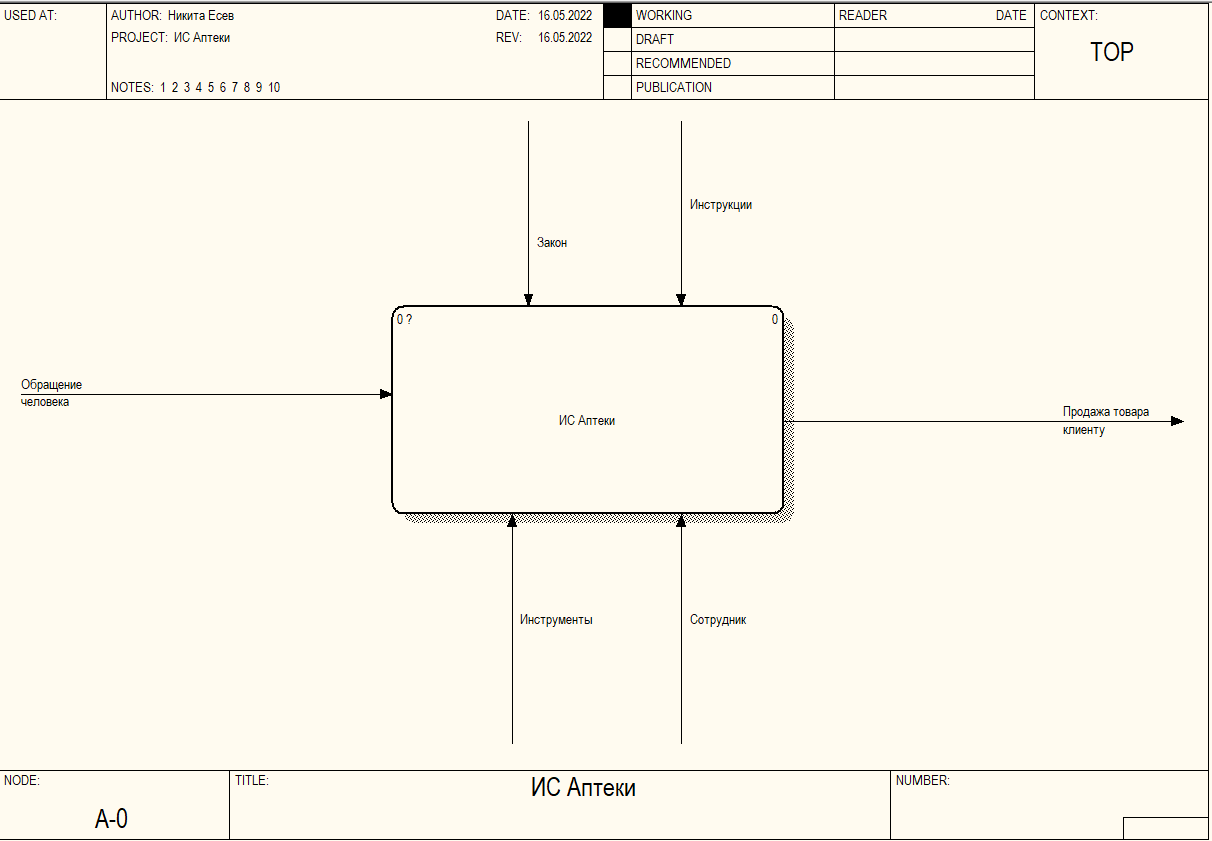 USED AT:
AUTHOR: Никита Есев
DATE: 16.05.2022
PROJECT: ИС Аптеки
REV: 16.05.2022
NOTES: 1 2 3 4 5 6 7 8 9 10
WORKING
DRAFT
RECOMMENDED
PUBLICATION
READER DATE
CONTEXT:
TOP
Инструкции
Закон
0 ? 0
Обращение
человека
ИС Аптеки
Продажа товара
клиенту
Инструменты
Сотрудник
NODE:
A-0
TITLE:
ИС Аптеки
NUMBER: